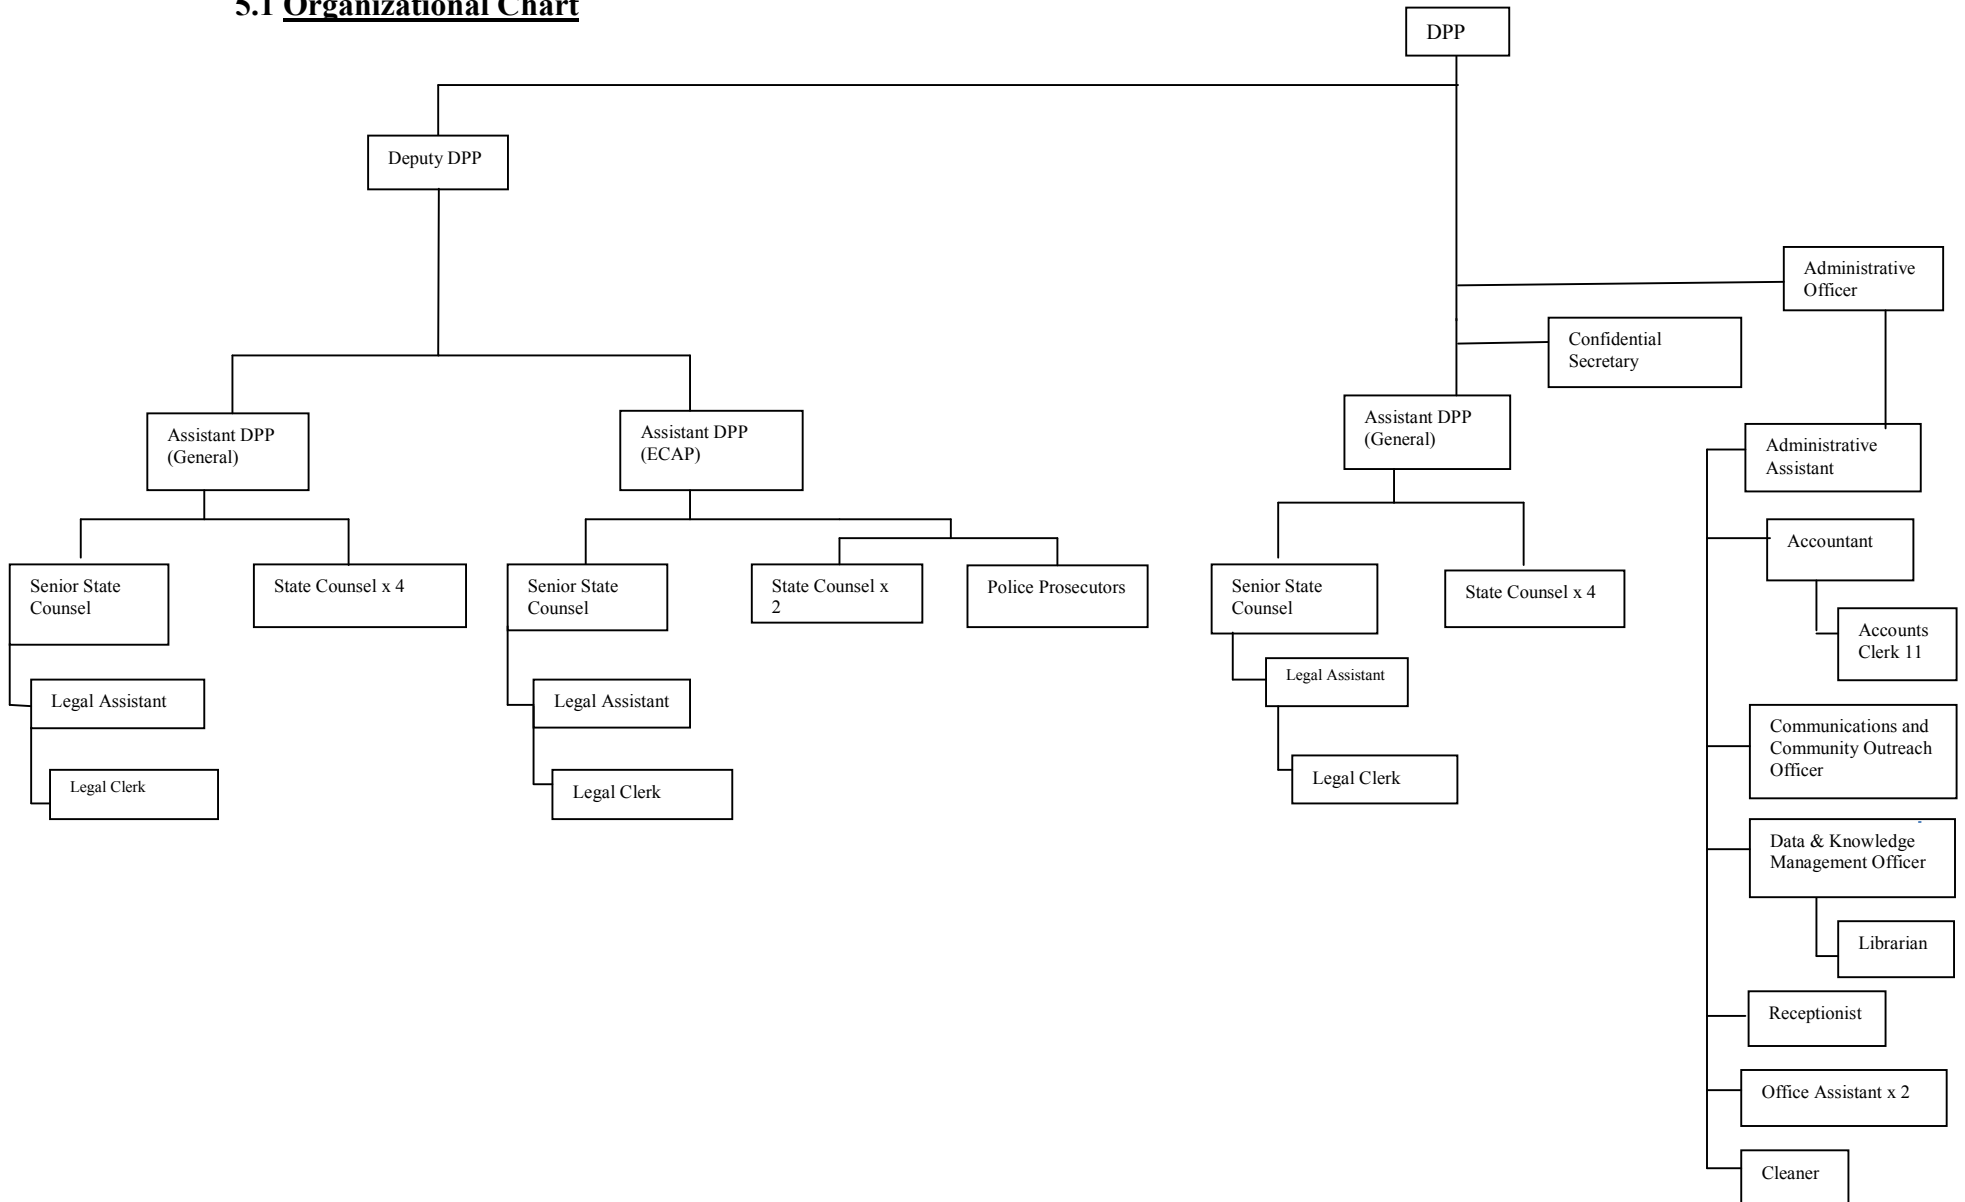 5.1 Organizational Chart
DPP
Deputy DPP
Administrative
Officer
Confidential
Secretary
Assistant DPP
(General)
Assistant DPP
(ECAP)
Assistant DPP
(General)
Administrative
Assistant
Senior State
Counsel
State Counsel x 4
Senior State
Counsel
State Counsel x
2
Police Prosecutors
Senior State
Counsel
State Counsel x 4
Accountant
Accounts
Clerk 11
Legal Assistant
Legal Assistant
Legal Assistant
Legal Clerk
Legal Clerk
Legal Clerk
Communications and
Community Outreach
Officer
Data & Knowledge
Management Officer
Librarian
Receptionist
Office Assistant x 2
Cleaner